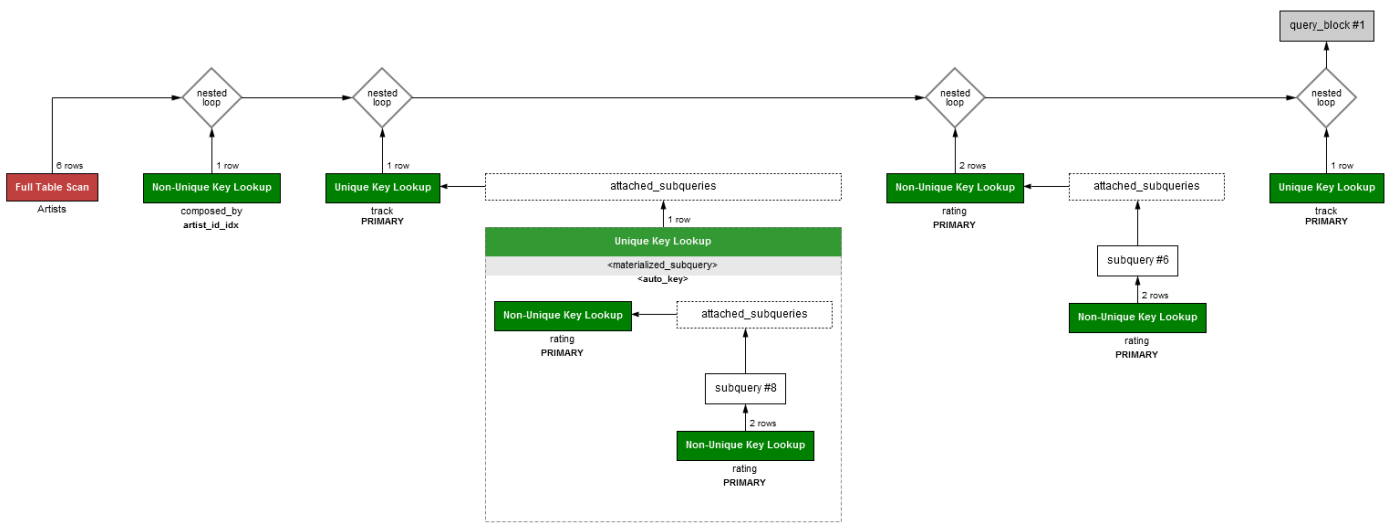 query_block #1
nested
loop
nested
loop
nested
loop
nested
loop
6 rows
1 row
1 row
2 rows
1 row
Full Table Scan
Artists
Non-Unique Key Lookup
composed_by
artist_id_idx
Unique Key Lookup
track
PRIMARY
attached_subqueries
1 row
Unique Key Lookup
<materialized_subquery>
<auto_key>
Non-Unique Key Lookup
rating
PRIMARY
attached_subqueries
subquery #8
2 rows
Non-Unique Key Lookup
rating
PRIMARY
Non-Unique Key Lookup
rating
PRIMARY
attached_subqueries
subquery #6
2 rows
Non-Unique Key Lookup
rating
PRIMARY
Unique Key Lookup
track
PRIMARY